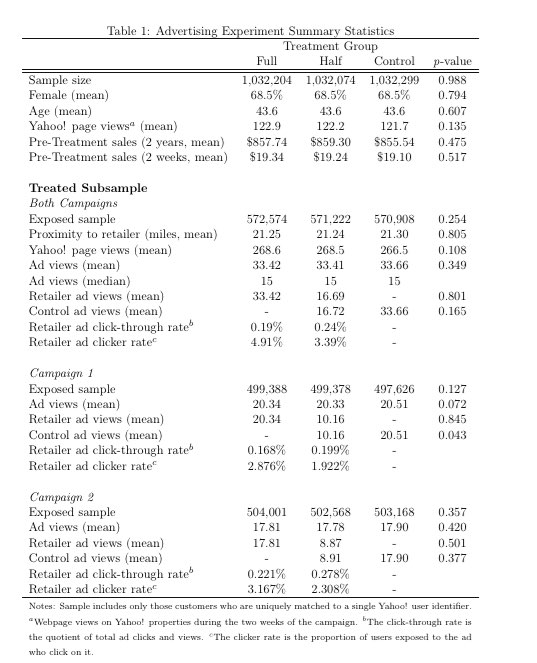 Table 1: Advertising Experiment Summary Statistics
Treatment Group
Full Half Control p-value
Sample size 1,032,204 1,032,074 1,032,299 0.988
Female (mean) 68.5% 68.5% 68.5% 0.794
Age (mean) 43.6 43.6 43.6 0.607
Yahoo! page viewsa (mean) 122.9 122.2 121.7 0.135
Pre-Treatment sales (2 years, mean) $857.74 $859.30 $855.54 0.475
Pre-Treatment sales (2 weeks, mean) $19.34 $19.24 $19.10 0.517
Treated Subsample
Both Campaigns
Exposed sample 572,574 571,222 570,908 0.254
Proximity to retailer (miles, mean) 21.25 21.24 21.30 0.805
Yahoo! page views (mean) 268.6 268.5 266.5 0.108
Ad views (mean) 33.42 33.41 33.66 0.349
Ad views (median) 15 15 15
Retailer ad views (mean) 33.42 16.69 - 0.801
Control ad views (mean) - 16.72 33.66 0.165
Retailer ad click-through rateb 0.19% 0.24% -
Retailer ad clicker ratec 4.91% 3.39% -
Campaign 1
Exposed sample 499,388 499,378 497,626 0.127
Ad views (mean) 20.34 20.33 20.51 0.072
Retailer ad views (mean) 20.34 10.16 - 0.845
Control ad views (mean) - 10.16 20.51 0.043
Retailer ad click-through rateb 0.168% 0.199% -
Retailer ad clicker ratec 2.876% 1.922% -
Campaign 2
Exposed sample 504,001 502,568 503,168 0.357
Ad views (mean) 17.81 17.78 17.90 0.420
Retailer ad views (mean) 17.81 8.87 - 0.501
Control ad views (mean) - 8.91 17.90 0.377
Retailer ad click-through rateb 0.221% 0.278% -
Retailer ad clicker ratec 3.167% 2.308% -
Notes: Sample includes only those customers who are uniquely matched to a single Yahoo! user identifier.
aWebpage views on Yahoo! properties during the two weeks of the campaign. bThe click-through rate is
the quotient of total ad clicks and views. cThe clicker rate is the proportion of users exposed to the ad
who click on it.